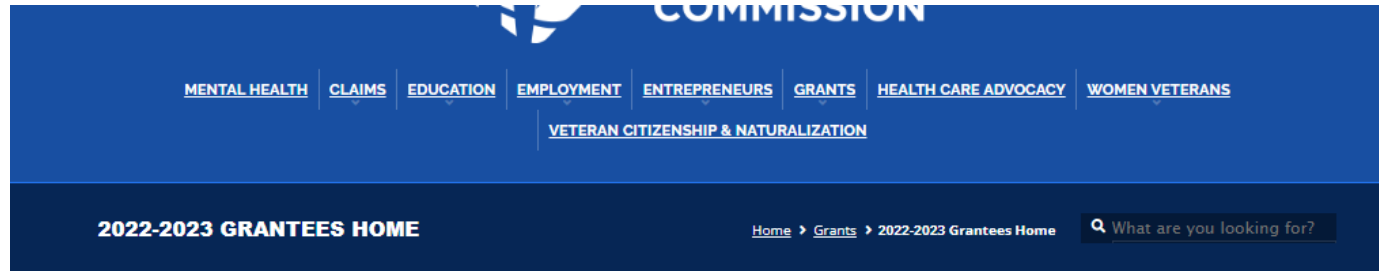 COMMISSION
MENTAL HEALTH CLAIMS EDUCATION EMPLOYMENT ENTREPRENEURS GRANTS HEALTH CARE ADVOCACY WOMEN VETERANS
VETERAN CITIZENSHIP & NATURALIZATION
2022-2023 GRANTEES HOME Home > Grants > 2022-2023 Grantees Home What are you looking for?